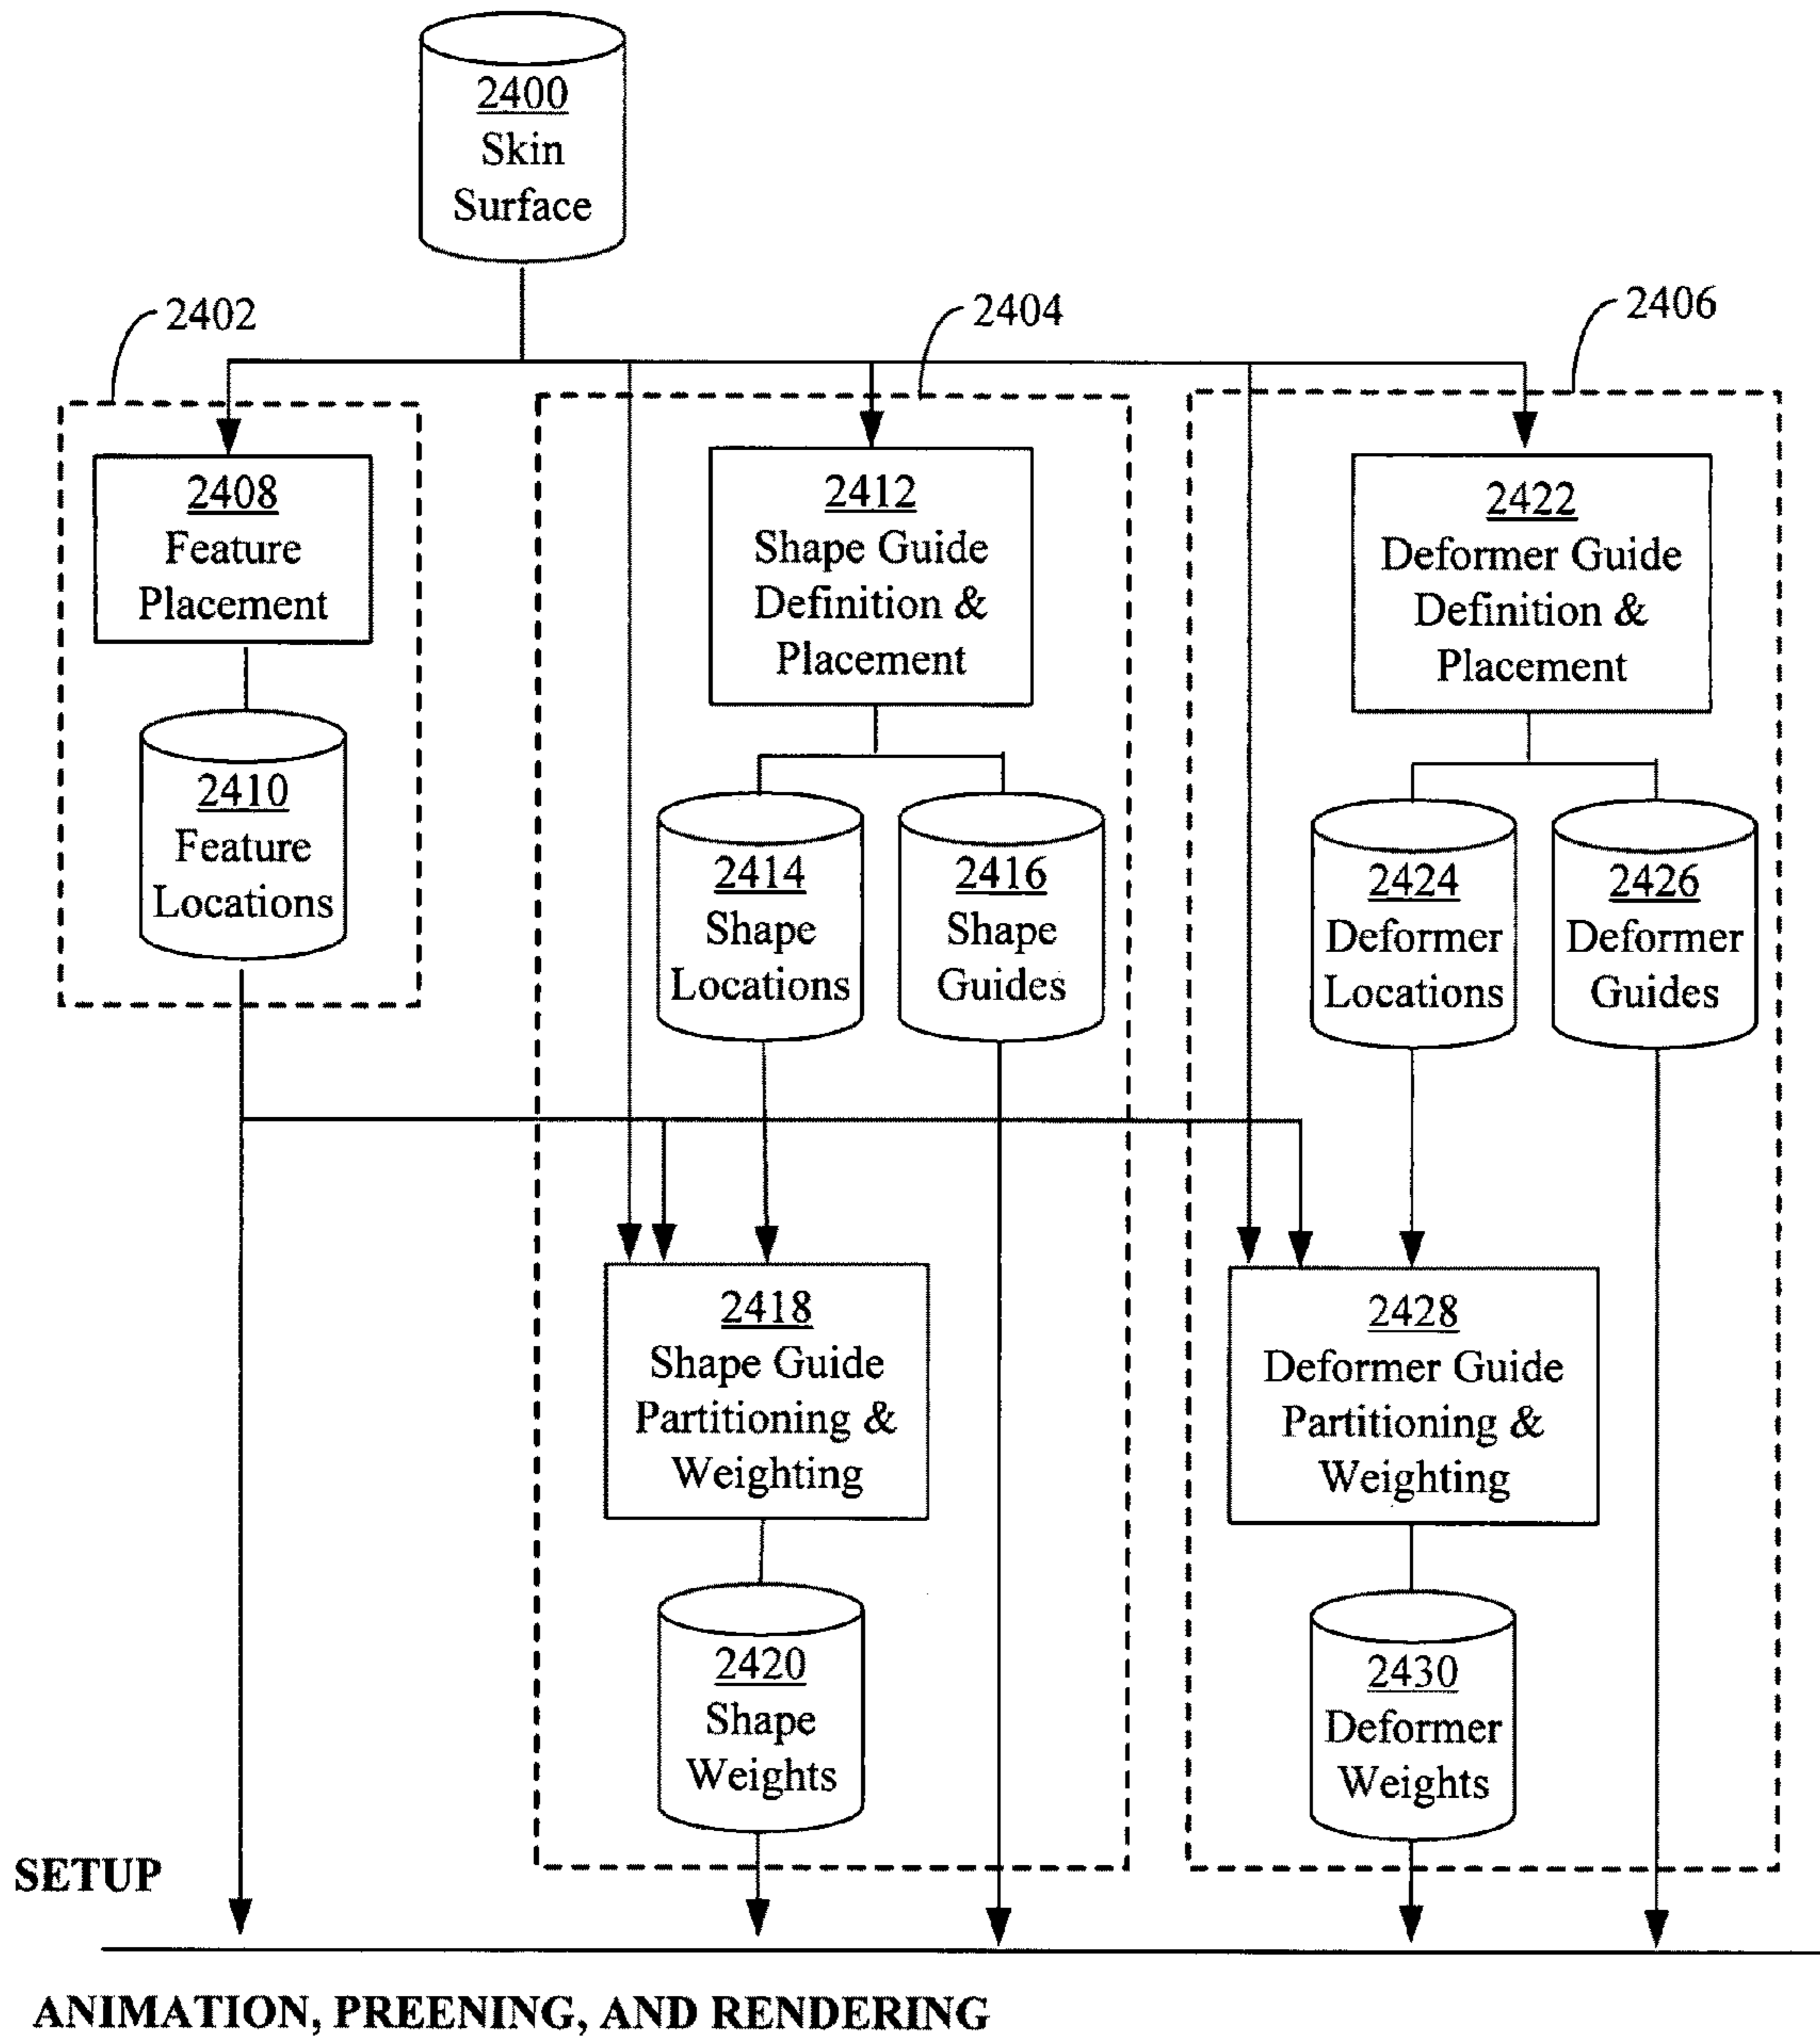 2400
Skin
Surface
2402
2404
2406
2408
Feature
Placement
2410
Feature
Locations
2412
Shape Guide
Definition &
Placement
2414
Shape
Locations
2416
Shape
Guides
2418
Shape Guide
Partitioning &
Weighting
2420
Shape
Weights
2422
Deformer Guide
Definition &
Placement
2424
Deformer
Locations
2426
Deformer
Guides
2428
Deformer Guide
Partitioning &
Weighting
2430
Deformer
Weights
SETUP
ANIMATION, PREENING, AND RENDERING